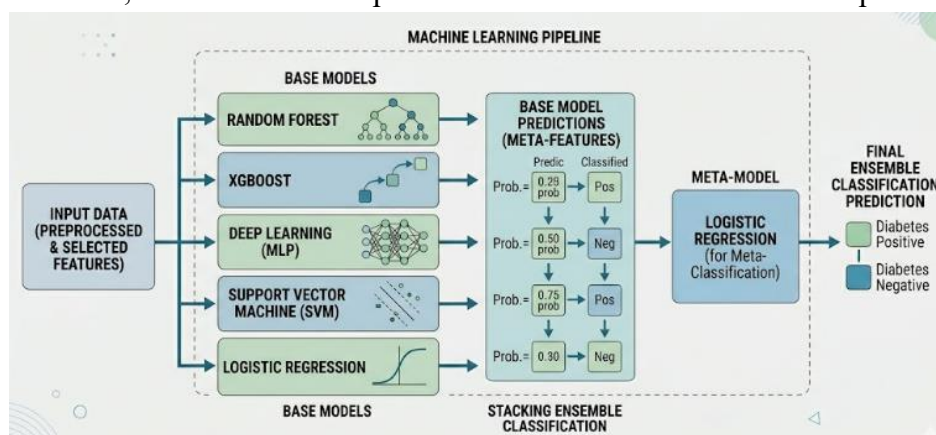 MACHINE LEARNING PIPELINE
BASE MODELS
RANDOM FOREST
XGBOOST
DEEP LEARNING
(MLP)
SUPPORT VECTOR
MACHINE (SVM)
LOGISTIC REGRESSION
BASE MODELS
INPUT DATA
(PREPROCESSED
& SELECTED
FEATURES)
BASE MODEL
PREDICTIONS
(META-FEATURES)
Predic Classified
Prob.= 0.29 prob Pos
Prob.= 0.50 prob Neg
Prob.= 0.75 prob Pos
Prob.= 0.30 Neg
STACKING ENSEMBLE
CLASSIFICATION
META-MODEL
LOGISTIC
REGRESSION
(for Meta-
Classification)
FINAL
ENSEMBLE
CLASSIFICATION
PREDICTION
Diabetes
Positive
Diabetes
Negative